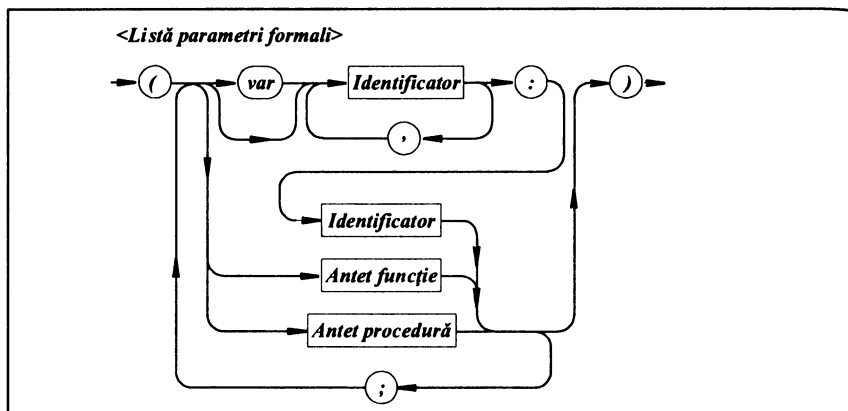 <Listă parametri formali>
( var Identificator : )
,
Identificator
Antet funcție
Antet procedură
;